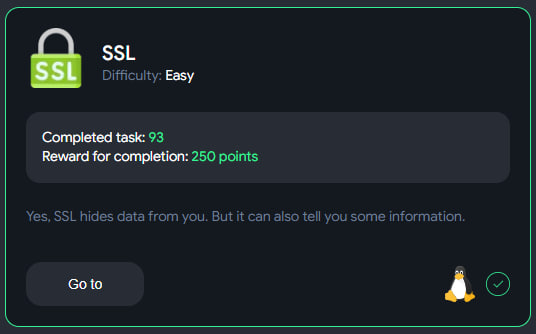 SSL
SSL
Difficulty: Easy
Completed task: 93
Reward for completion: 250 points
Yes, SSL hides data from you. But it can also tell you some information.
Go to